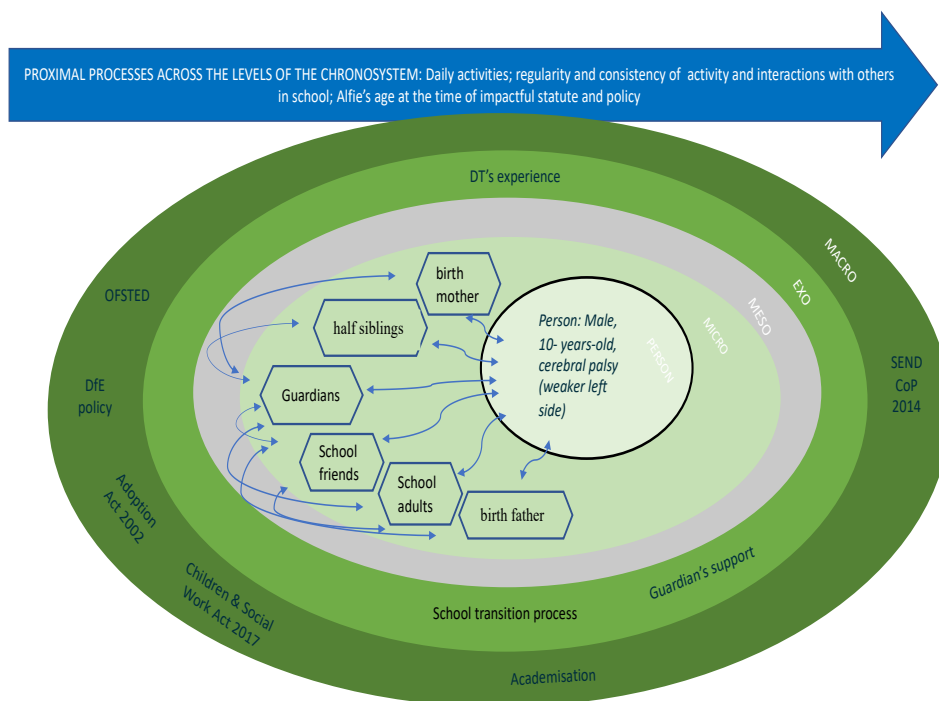 PROXIMAL PROCESSES ACROSS THE LEVELS OF THE CHRONOSYSTEM: Daily activities; regularity and consistency of activity and interactions with others
in school; Alfie's age at the time of impactful statute and policy
DT's experience
MACRO
EXO
MESO
MICRO
PERSON
OFSTED
DfE
policy
Adoption
Act 2002
Children & Social
Work Act 2017
Academisation
SEND
CoP
2014
Guardian's support
School transition process
birth
mother
half siblings
Guardians
School
friends
School
adults
birth father
Person: Male,
10- years-old,
cerebral palsy
(weaker left
side)